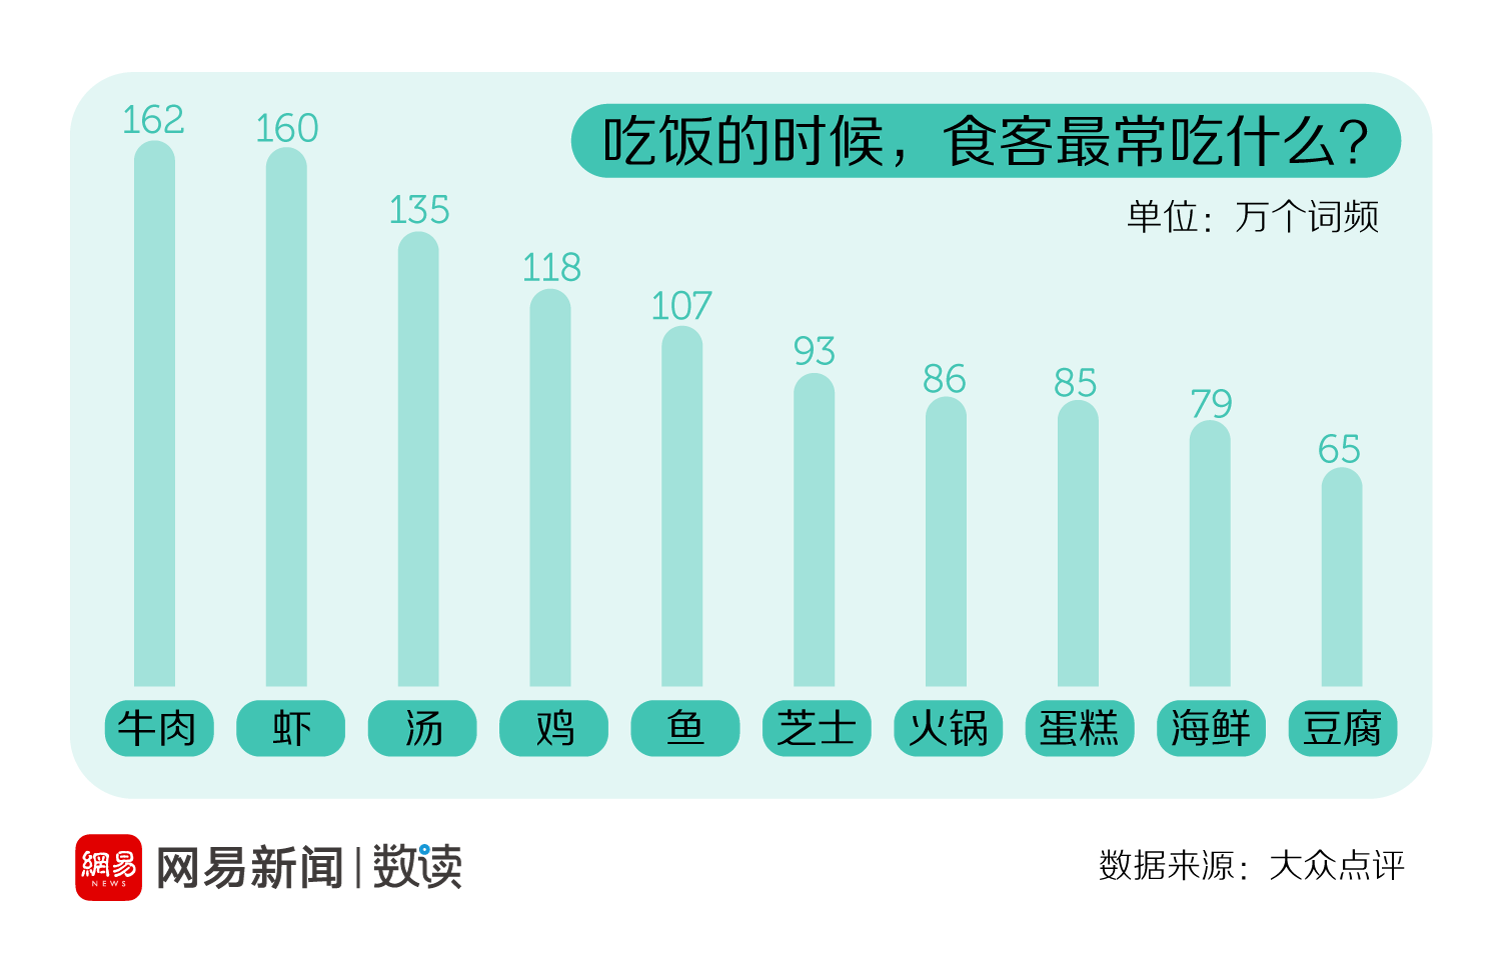 吃饭的时候，食客最常吃什么？
单位：万个词频
162
160
135
118
107
93
86
85
79
65
牛肉
虾
汤
鸡
鱼
芝士
火锅
蛋糕
海鲜
豆腐
網易 NEWS 网易新闻 | 数读
数据来源：大众点评